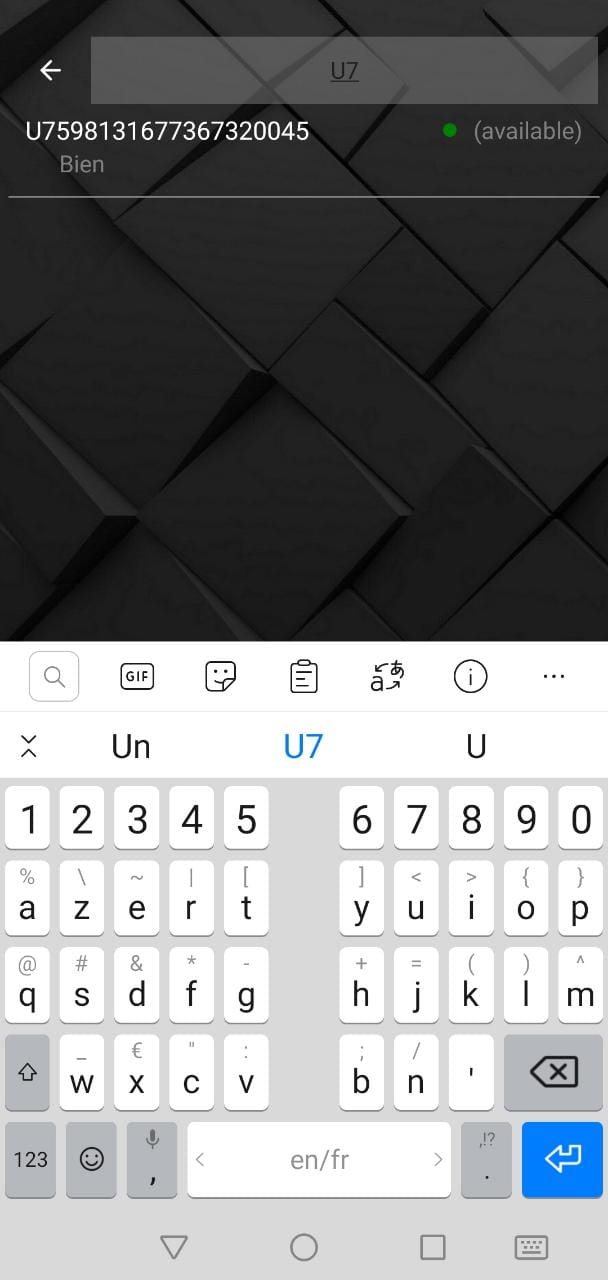 U7
U7598131677367320045 (available)
Bien
GIF
Un U7 U
1 2 3 4 5 6 7 8 9 0
% \ ~ | [ ] < > { }
a z e r t y u i o p
@ # & * - + = ( ) ^
q s d f g h j k l m
_ € " : ; /
w x c v b n '
,!?
123 , < en/fr > .